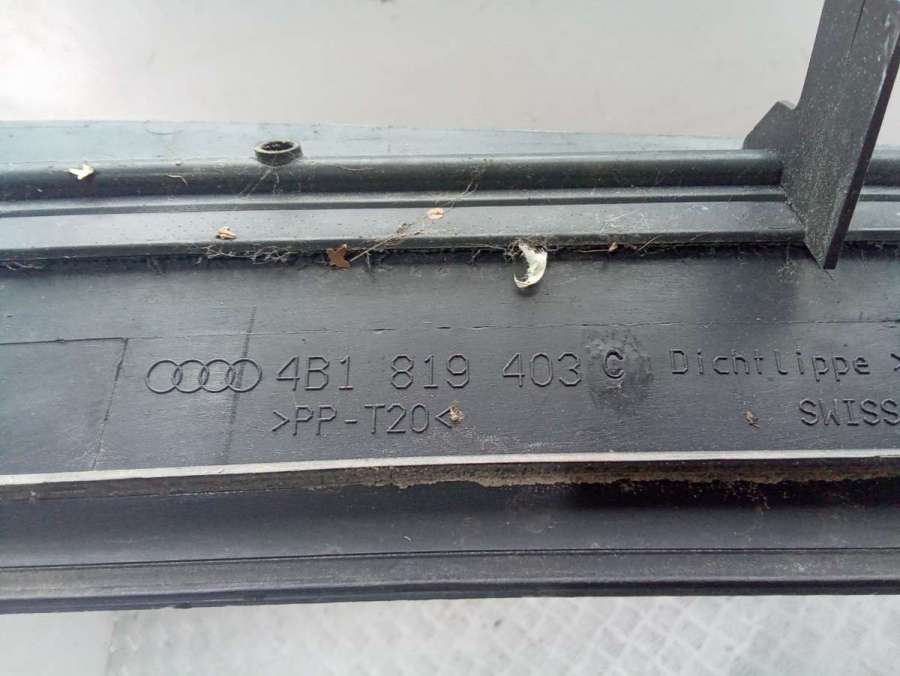 4B1 819 403 C Dichtlippe >
>PP-T20<
SWISS